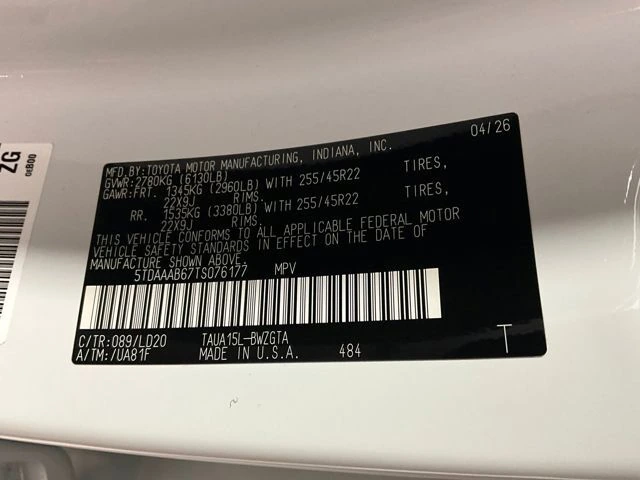 04/26
MFD.BY:TOYOTA MOTOR MANUFACTURING, INDIANA, INC.
GVWR:2780KG (6130LB)
GAWR:FRT. 1345KG (2960LB) WITH 255/45R22 TIRES,
22X9J RIMS.
RR. 1535KG (3380LB) WITH 255/45R22 TIRES,
22X9J RIMS.
THIS VEHICLE CONFORMS TO ALL APPLICABLE FEDERAL MOTOR
VEHICLE SAFETY STANDARDS IN EFFECT ON THE DATE OF
MANUFACTURE SHOWN ABOVE.
5TDAAAB67TS076177 MPV
C/TR:089/LD20 TAUA15L-BWZGTA
A/TM:/UA81F MADE IN U.S.A. 484
T
ZG